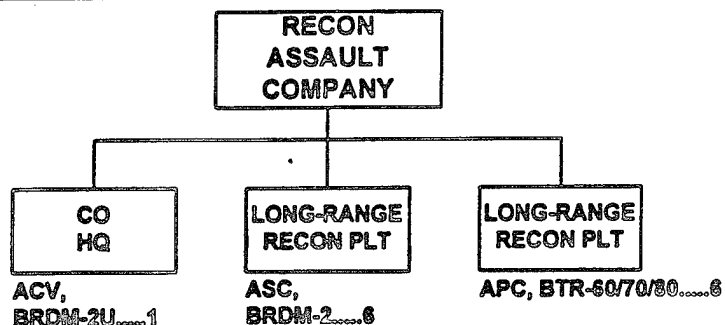 RECON
ASSAULT
COMPANY
CO
HQ
LONG-RANGE
RECON PLT
LONG-RANGE
RECON PLT
ACV,
BRDM-2U.....1
ASC,
BRDM-2.....6
APC, BTR-60/70/80.....6